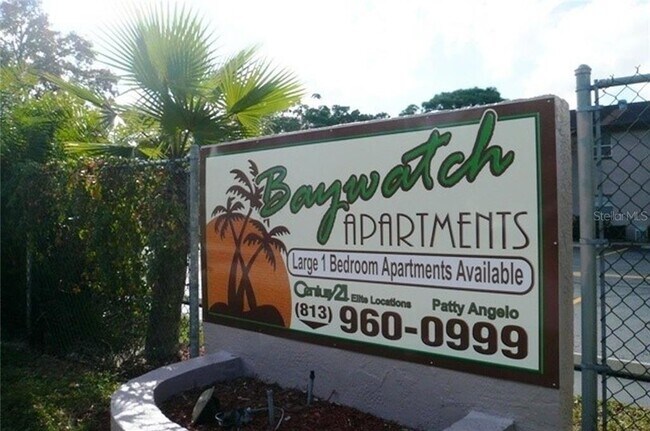 Baywatch
APARTMENTS
Large 1 Bedroom Apartments Available
Century 21 Elite Locations Patty Angelo
(813) 960-0999
StellarMLS